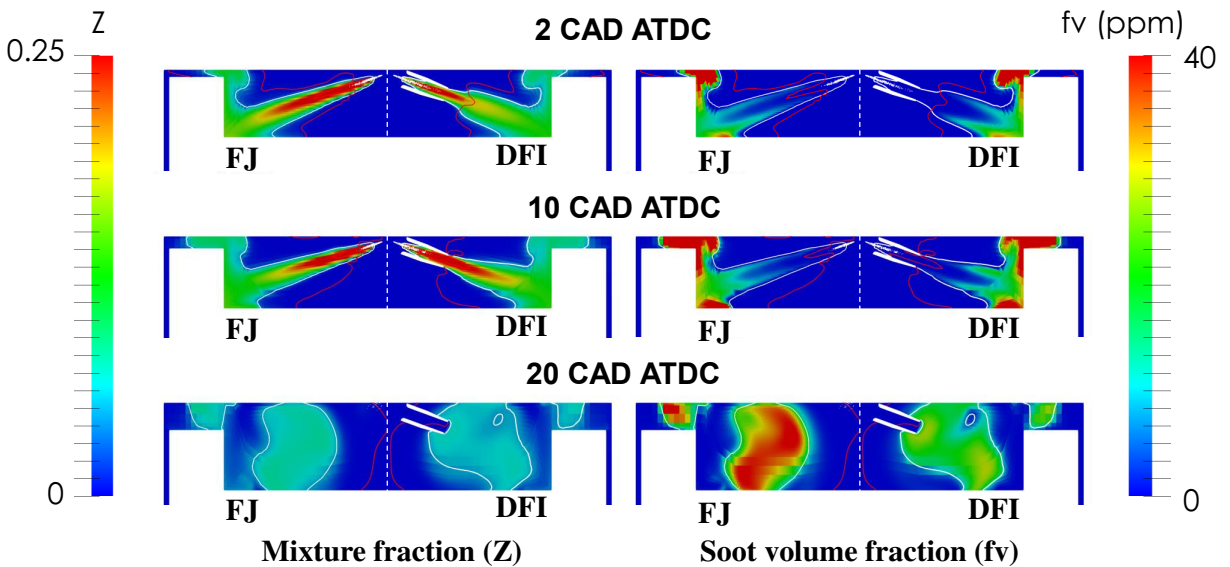 Z
fv (ppm)
2 CAD ATDC
0.25
40
FJ
DFI
FJ
DFI
10 CAD ATDC
FJ
DFI
FJ
DFI
20 CAD ATDC
0
0
FJ
DFI
FJ
DFI
Mixture fraction (Z)
Soot volume fraction (fv)